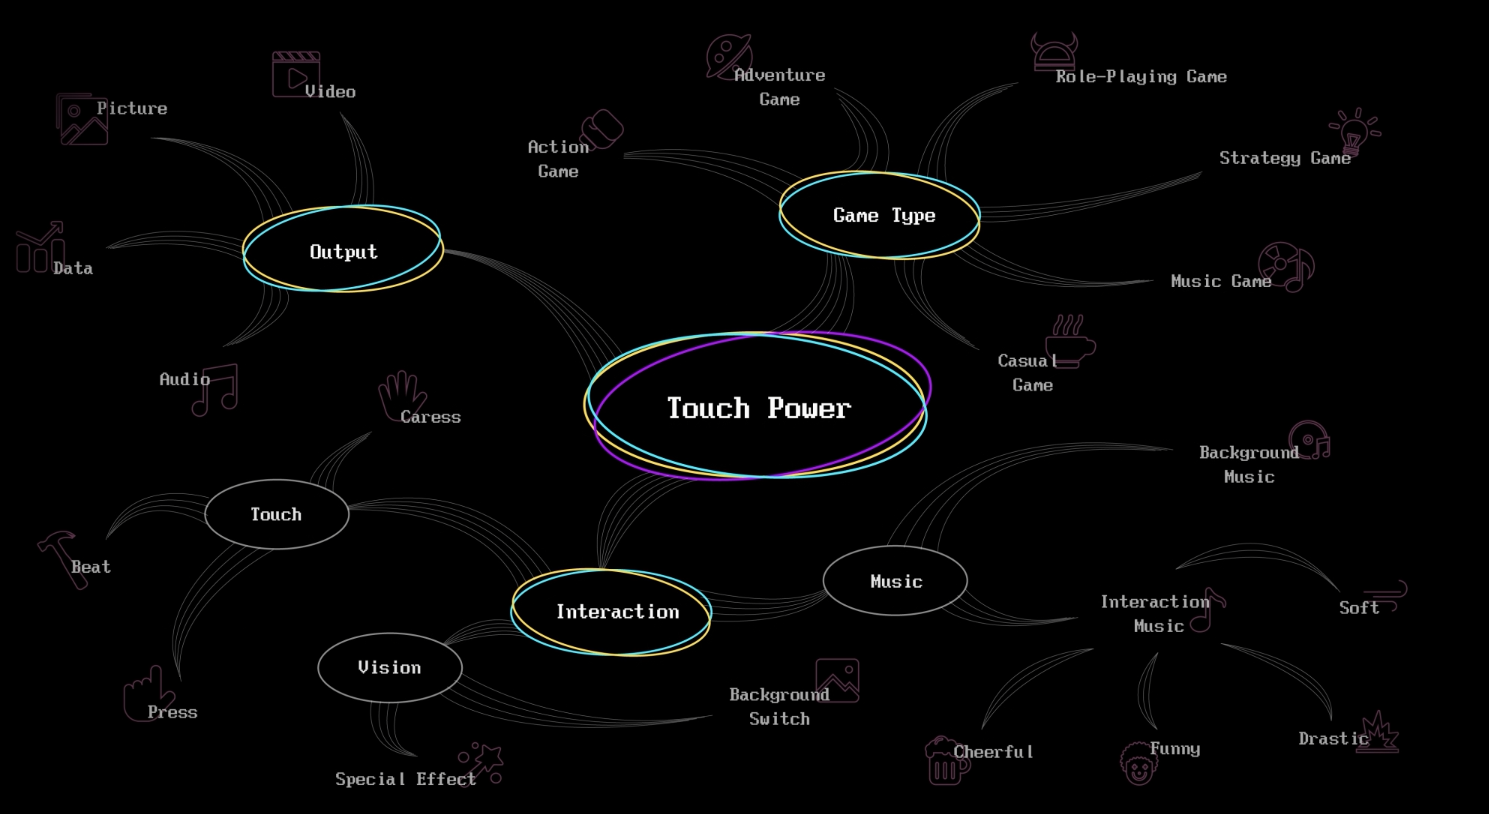 Picture
Video
Data
Audio
Output
Adventure
Game
Role-Playing Game
Action
Game
Strategy Game
Game Type
Music Game
Casual
Game
Touch Power
Caress
Touch
Beat
Press
Interaction
Vision
Special Effect
Background
Switch
Music
Background
Music
Interaction
Music
Soft
Cheerful
Funny
Drastic